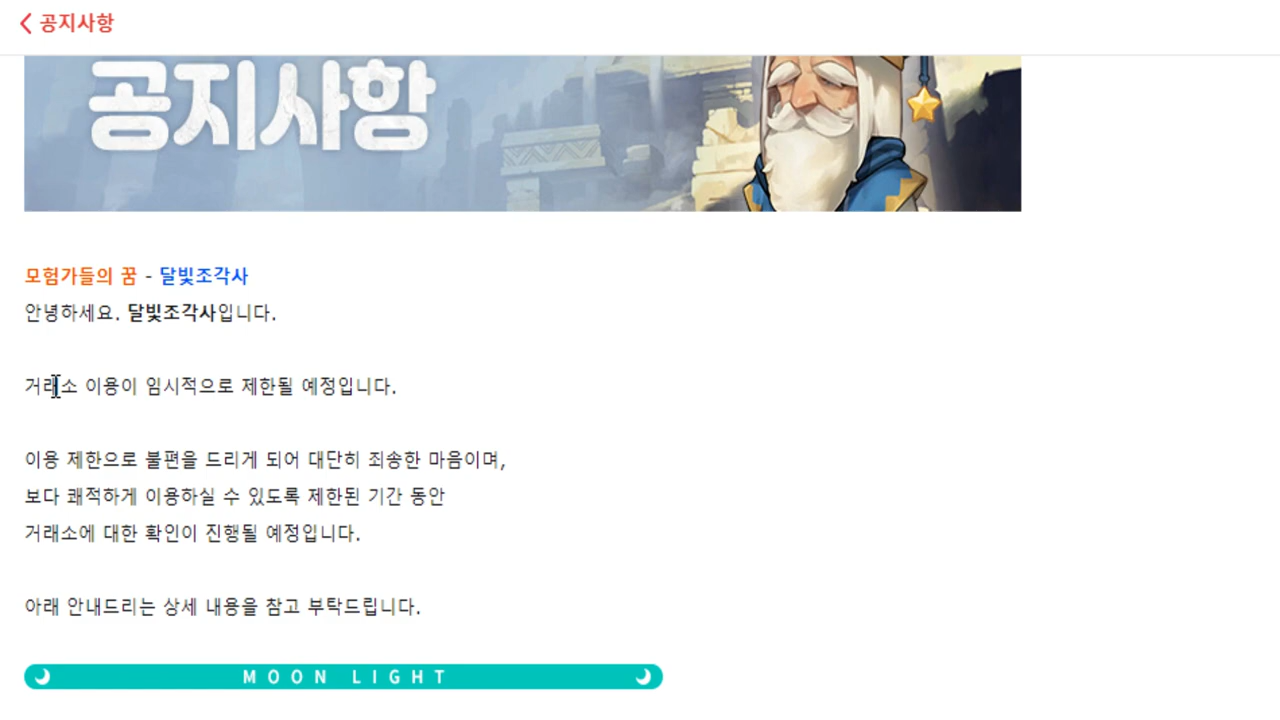 공지사항
공지사항
모험가들의 꿈 - 달빛조각사
안녕하세요. 달빛조각사입니다.
거래소 이용이 임시적으로 제한될 예정입니다.
이용 제한으로 불편을 드리게 되어 대단히 죄송한 마음이며,
보다 쾌적하게 이용하실 수 있도록 제한된 기간 동안
거래소에 대한 확인이 진행될 예정입니다.
아래 안내드리는 상세 내용을 참고 부탁드립니다.
MOON LIGHT